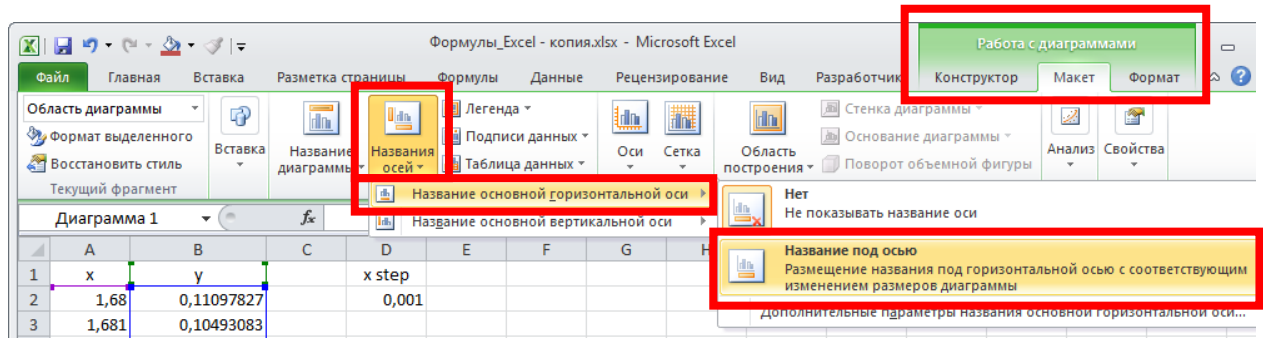 Формулы_Excel - копия.xlsx - Microsoft Excel
Работа с диаграммами
Файл Главная Вставка Разметка страницы Формулы Данные Рецензирование Вид Разработчик Конструктор Макет Формат
Область диаграммы
Формат выделенного
Восстановить стиль
Текущий фрагмент
Вставка
Название
диаграммы
Названия
осей
Легенда
Подписи данных
Таблица данных
Оси
Сетка
Область
построения
Стенка диаграммы
Основание диаграммы
Поворот объемной фигуры
Анализ
Свойства
Название основной горизонтальной оси
Название основной вертикальной оси
Нет
Не показывать название оси
Название под осью
Размещение названия под горизонтальной осью с соответствующим
изменением размеров диаграммы
Дополнительные параметры названия основной горизонтальной оси...
Диаграмма 1 fx
A B C D E F G H
1 x y x step
2 1,68 0,11097827 0,001
3 1,681 0,10493083